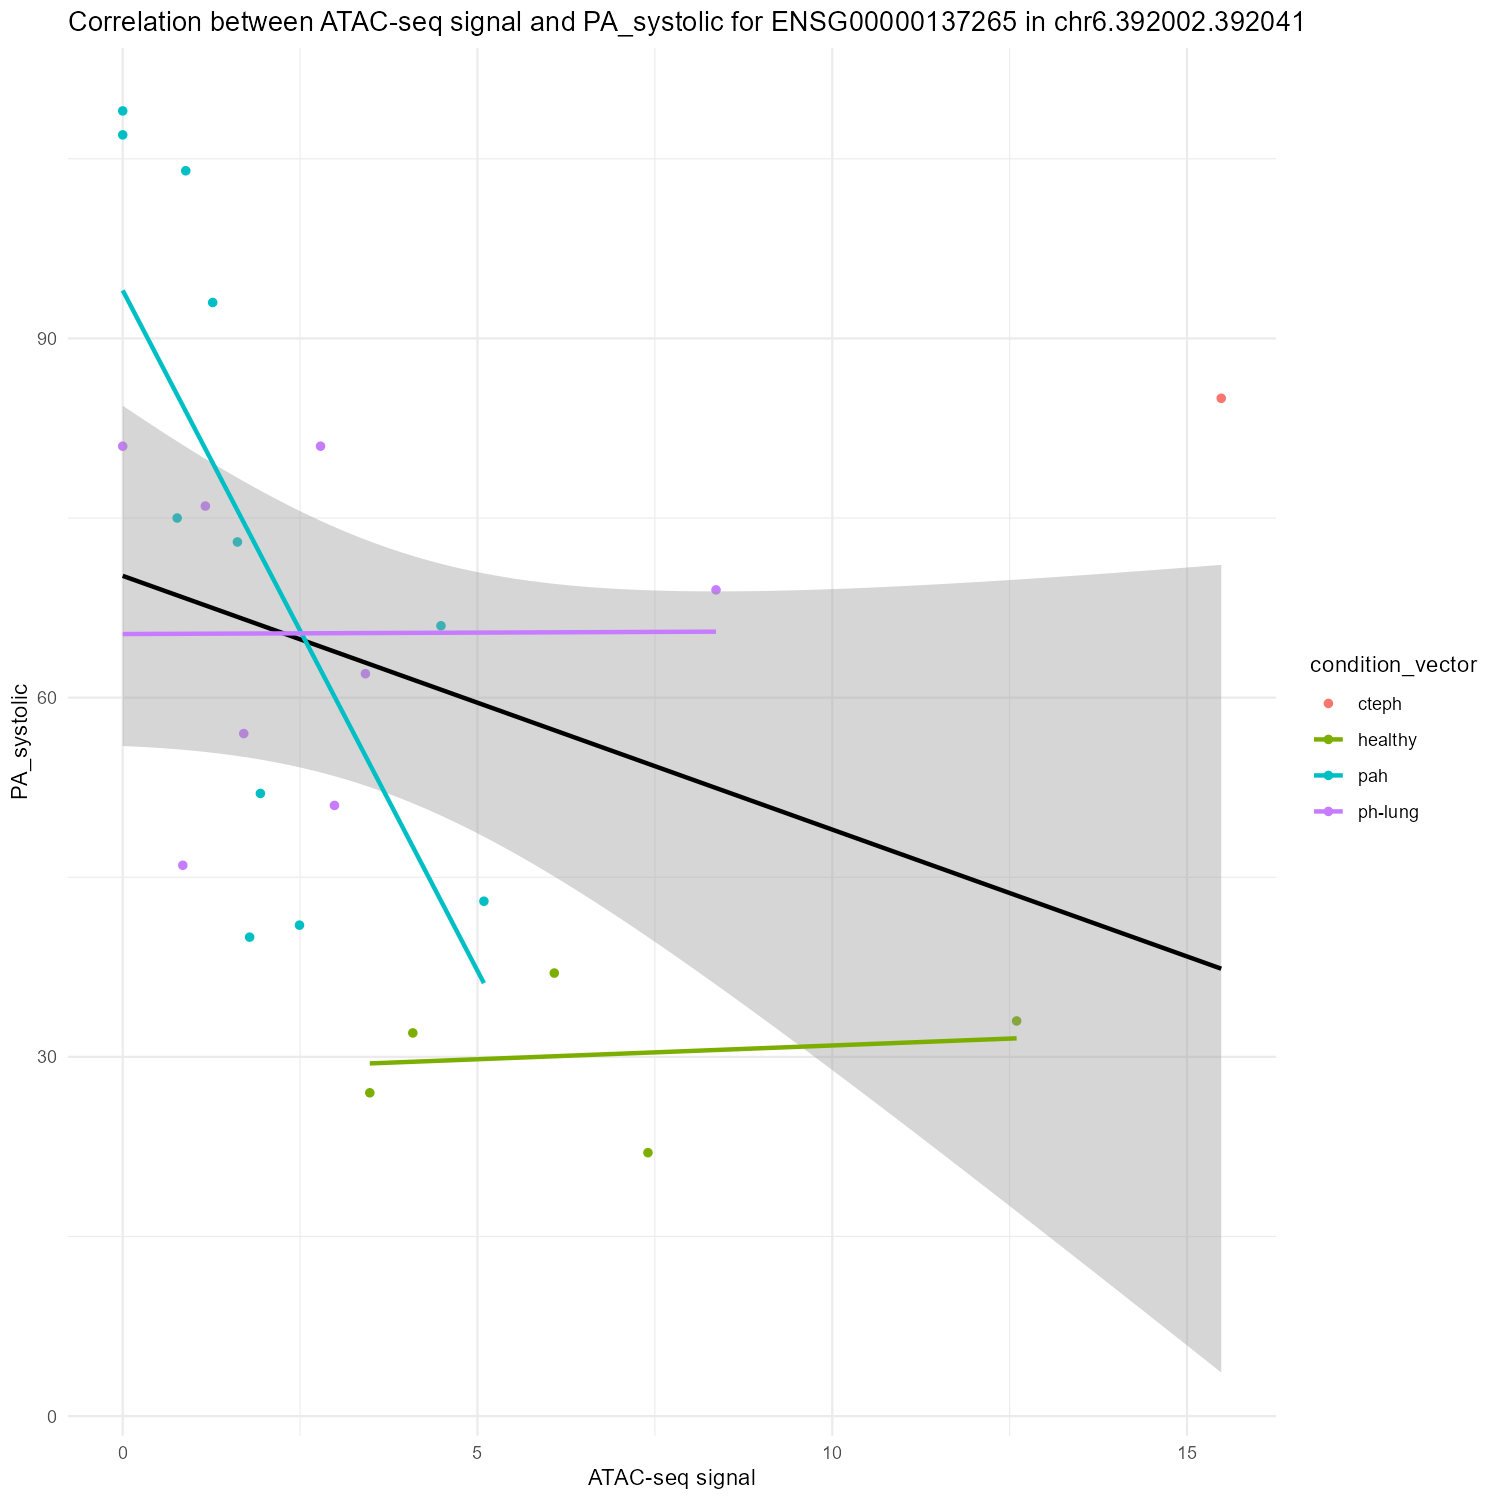 Correlation between ATAC-seq signal and PA_systolic for ENSG00000137265 in chr6.392002.392041
PA_systolic
90
60
30
0
0
5
10
15
ATAC-seq signal
condition_vector
cteph
healthy
pah
ph-lung